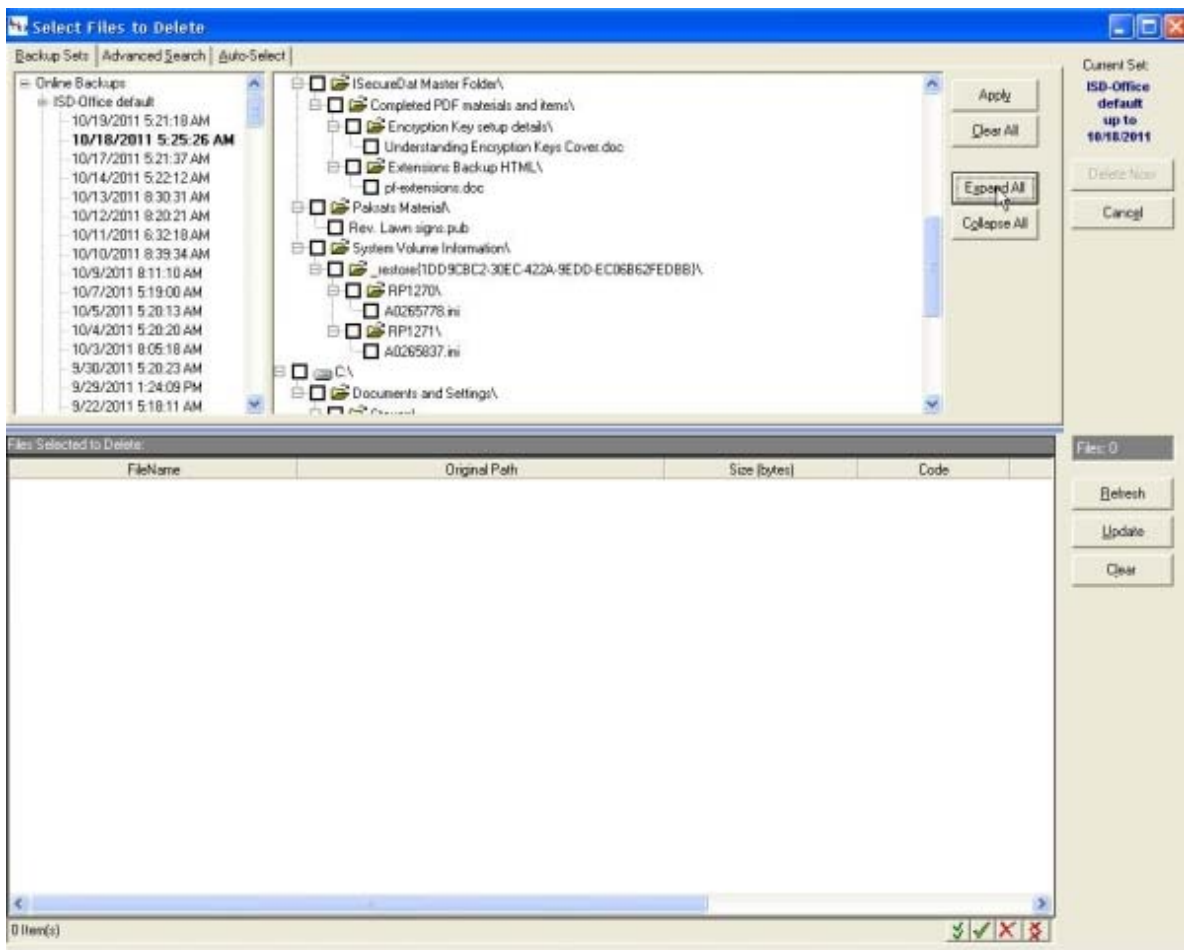 Select Files to Delete
Backup Sets
Advanced Search
Auto-Select
Online Backups
ISD-Office default
10/19/2011 5:21:18 AM
10/18/2011 5:25:26 AM
10/17/2011 5:21:37 AM
10/14/2011 5:22:12 AM
10/13/2011 8:30:31 AM
10/12/2011 8:20:21 AM
10/11/2011 6:32:18 AM
10/10/2011 8:39:34 AM
10/9/2011 8:11:10 AM
10/7/2011 5:19:00 AM
10/5/2011 5:20:13 AM
10/4/2011 5:20:20 AM
10/3/2011 8:05:18 AM
9/30/2011 5:20:23 AM
9/29/2011 1:24:09 PM
9/22/2011 5:18:11 AM
ISecureDat Master Folder\
Completed PDF materials and items\
Encryption Key setup details\
Understanding Encryption Keys Cover.doc
Extensions Backup HTML\
pf-extensions.doc
Paksats Material\
Rev. Lawn signs.pub
System Volume Information\
_restore{1DD9CBC2-30EC-422A-9EDD-EC06B62FEDBB}\
RP1270\
A0265778.ini
RP1271\
A0265837.ini
C:\
Documents and Settings\
Apply
Clear All
Expand All
Collapse All
Current Set:
ISD-Office
default
up to
10/18/2011
Delete Now
Cancel
Files Selected to Delete:
FileName
Original Path
Size (bytes)
Code
Files: 0
Refresh
Update
Clear
0 Item(s)